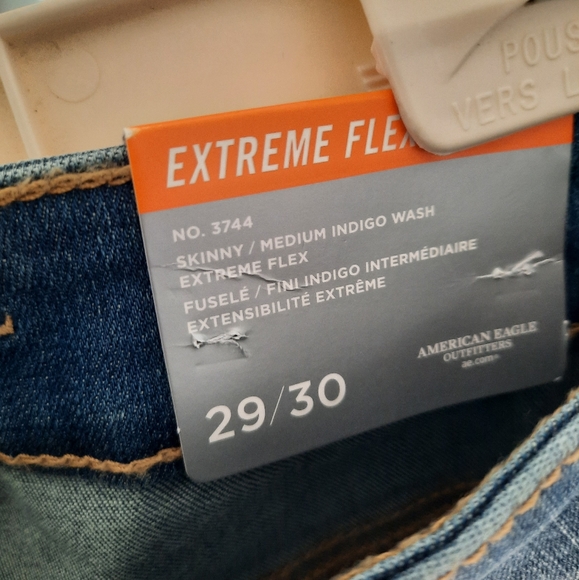 POUS
VERS L
EXTREME FLEX
NO. 3744
SKINNY / MEDIUM INDIGO WASH
EXTREME FLEX
FUSELÉ / FINI INDIGO INTERMÉDIAIRE
EXTENSIBILITÉ EXTRÊME
AMERICAN EAGLE
OUTFITTERS
ae.com®
29/30